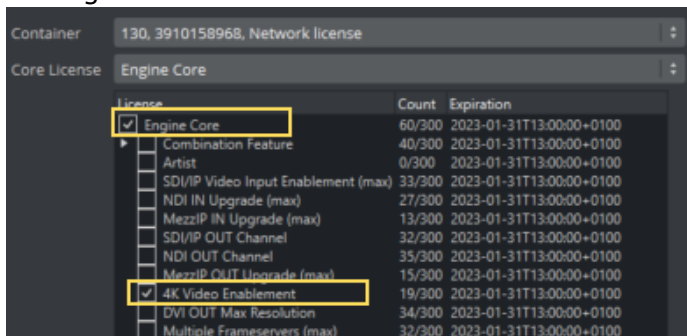 Container 130, 3910158968, Network license
Core License Engine Core
License Count Expiration
Engine Core 60/300 2023-01-31T13:00:00+0100
Combination Feature 40/300 2023-01-31T13:00:00+0100
Artist 0/300 2023-01-31T13:00:00+0100
SDI/IP Video Input Enablement (max) 33/300 2023-01-31T13:00:00+0100
NDI IN Upgrade (max) 27/300 2023-01-31T13:00:00+0100
MezzIP IN Upgrade (max) 13/300 2023-01-31T13:00:00+0100
SDI/IP OUT Channel 32/300 2023-01-31T13:00:00+0100
NDI OUT Channel 35/300 2023-01-31T13:00:00+0100
MezzIP OUT Upgrade (max) 15/300 2023-01-31T13:00:00+0100
4K Video Enablement 19/300 2023-01-31T13:00:00+0100
DVI OUT Max Resolution 34/300 2023-01-31T13:00:00+0100
Multiple Frameservers (max) 32/300 2023-01-31T13:00:00+0100